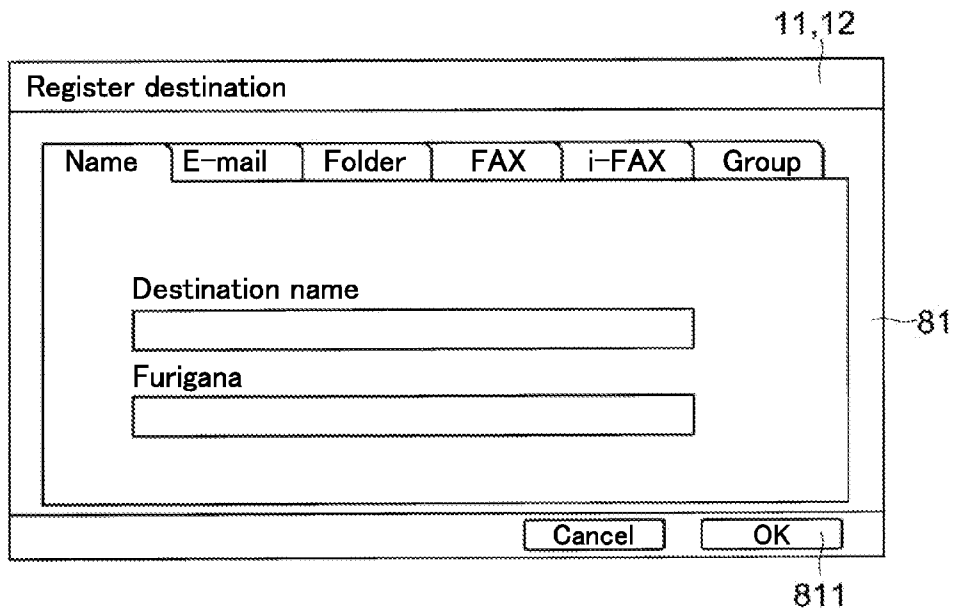 11,12
Register destination
Name E-mail Folder FAX i-FAX Group
Destination name
81
Furigana
Cancel OK
811